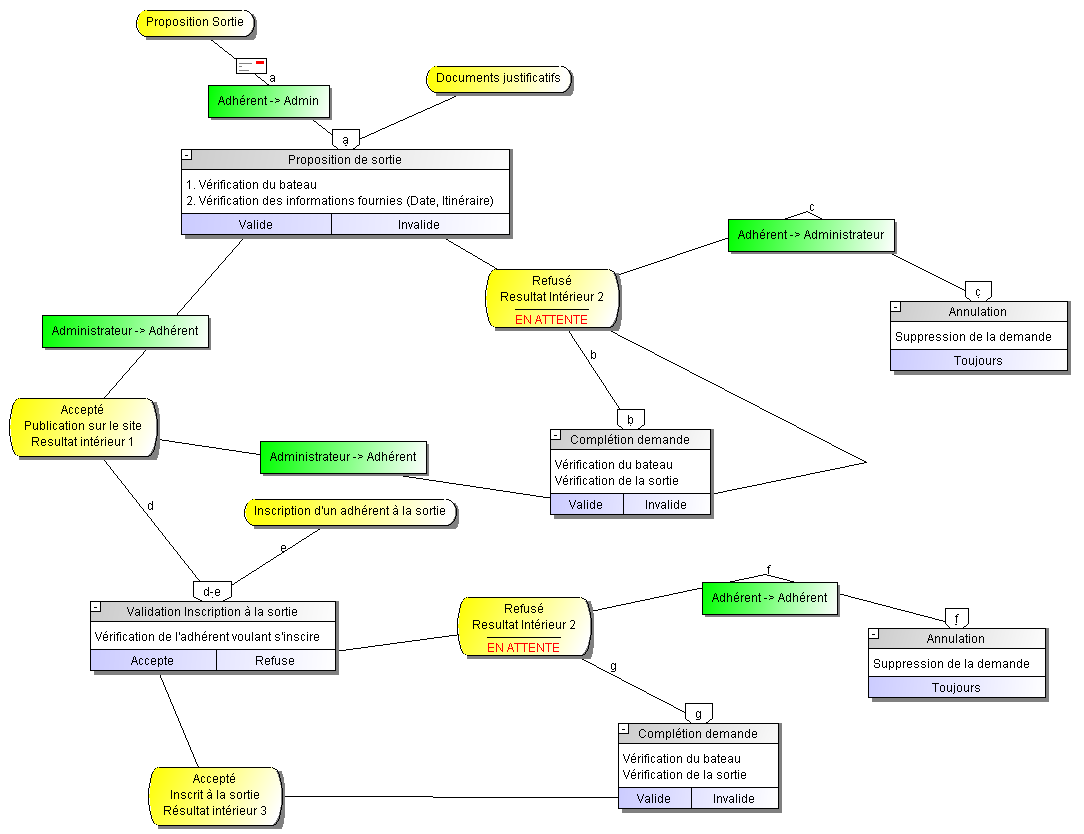 Proposition Sortie
a
Adhérent -> Admin
Documents justificatifs
a
Proposition de sortie
1. Vérification du bateau
2. Vérification des informations fournies (Date, Itinéraire)
Valide
Invalide
c
Adhérent -> Administrateur
Refusé
Resultat Intérieur 2
EN ATTENTE
c
Annulation
Suppression de la demande
Toujours
Administrateur -> Adhérent
b
Accepté
Publication sur le site
Resultat intérieur 1
b
Complétion demande
Vérification du bateau
Vérification de la sortie
Valide
Invalide
Administrateur -> Adhérent
d
Inscription d'un adhérent à la sortie
e
d-e
Validation Inscription à la sortie
Vérification de l'adhérent voulant s'inscire
Accepte
Refuse
Refusé
Resultat Intérieur 2
EN ATTENTE
f
Adhérent -> Adhérent
f
Annulation
Suppression de la demande
Toujours
g
g
Complétion demande
Vérification du bateau
Vérification de la sortie
Valide
Invalide
Accepté
Inscrit à la sortie
Résultat intérieur 3